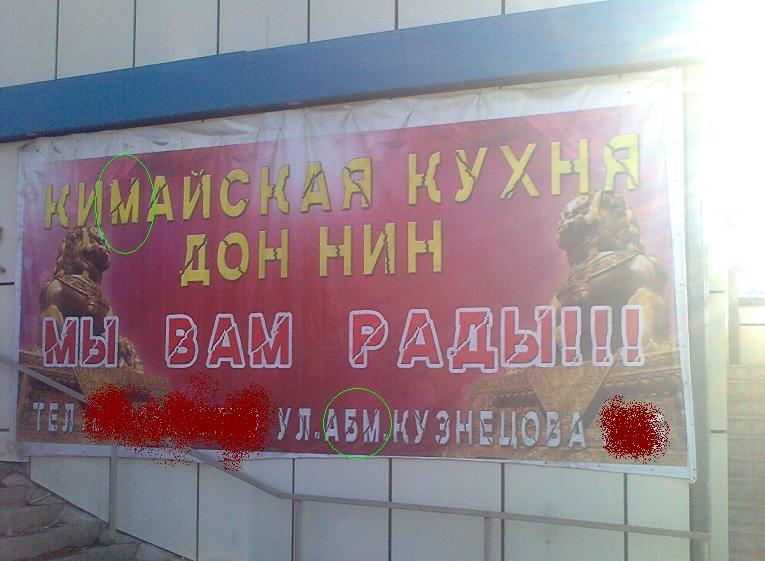 КИМАЙСКАЯ КУХНЯ
ДОН НИН
МЫ ВАМ РАДЫ!!!
ТЕЛ. УЛ.АБМ.КУЗНЕЦОВА